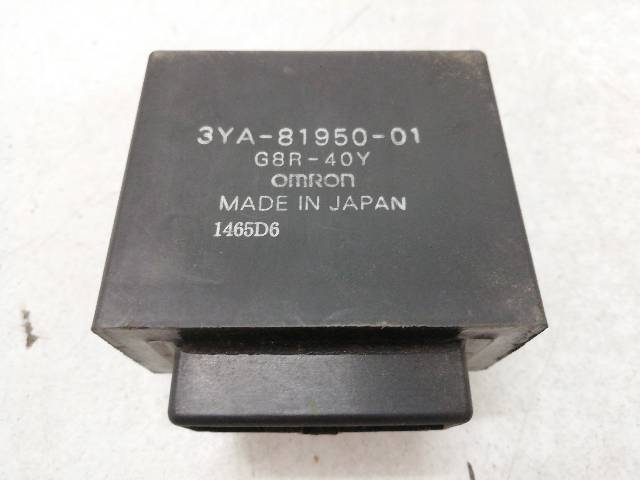 3YA-81950-01
G8R-40Y
OMRON
MADE IN JAPAN
1465D6